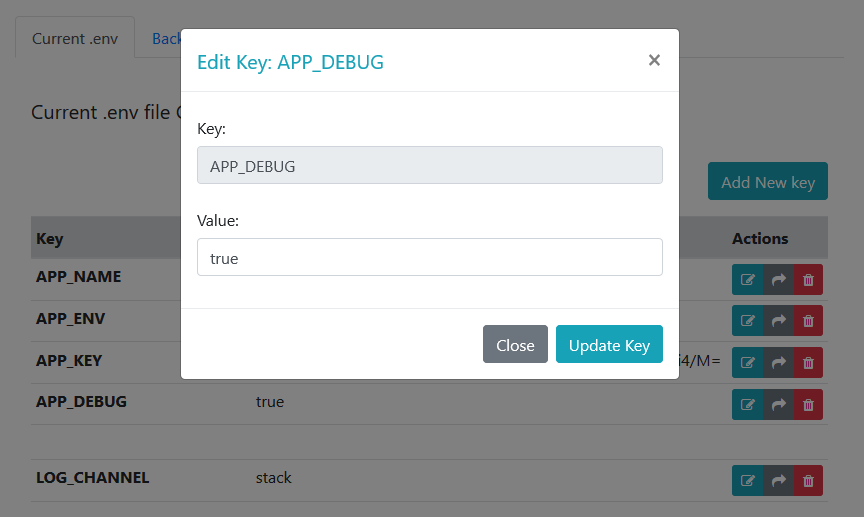 Current .env
Back
Edit Key: APP_DEBUG
×
Current .env file
Key:
APP_DEBUG
Add New key
Value:
Key
Actions
true
APP_NAME
APP_ENV
Close
Update Key
APP_KEY
i4/M=
APP_DEBUG
true
LOG_CHANNEL
stack